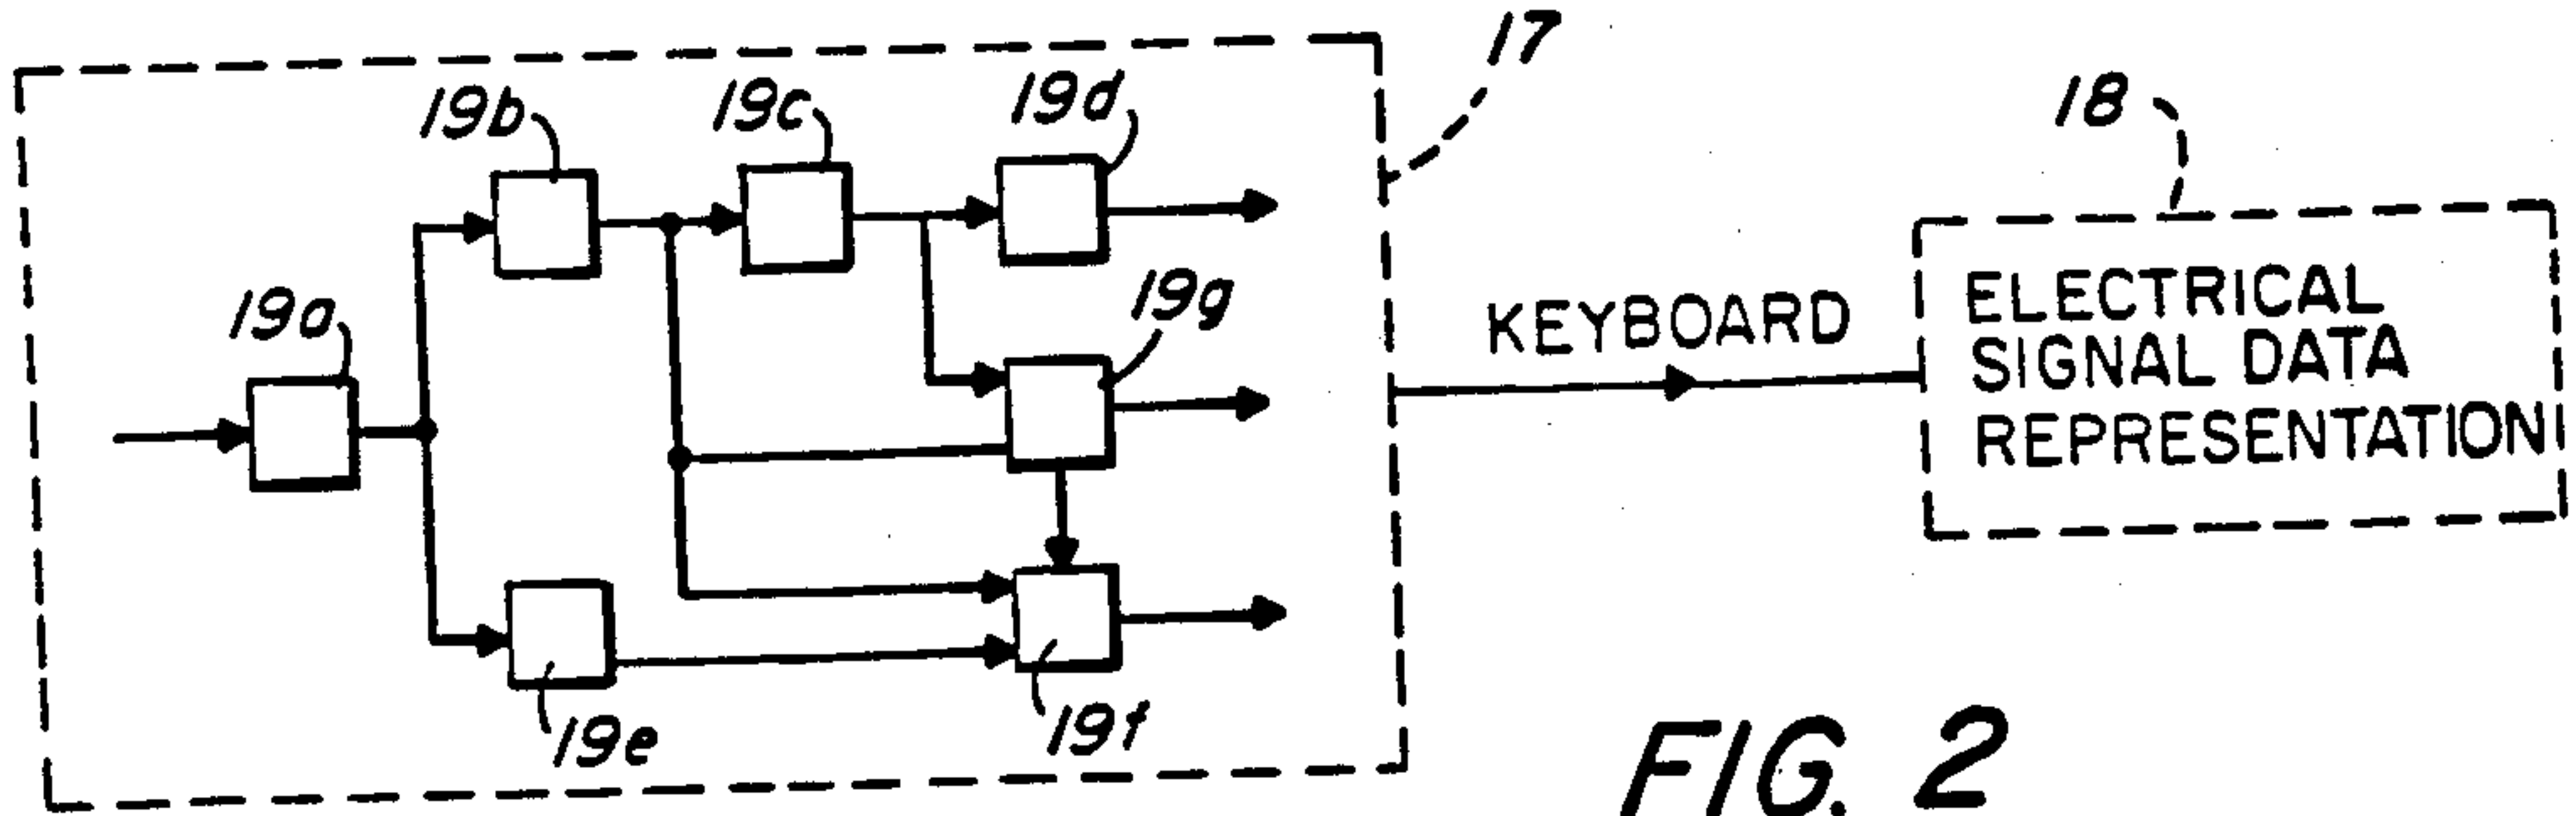 17
18
19b
19c
19d
19a
19g
KEYBOARD
ELECTRICAL
SIGNAL DATA
REPRESENTATION
19e
19f
FIG. 2